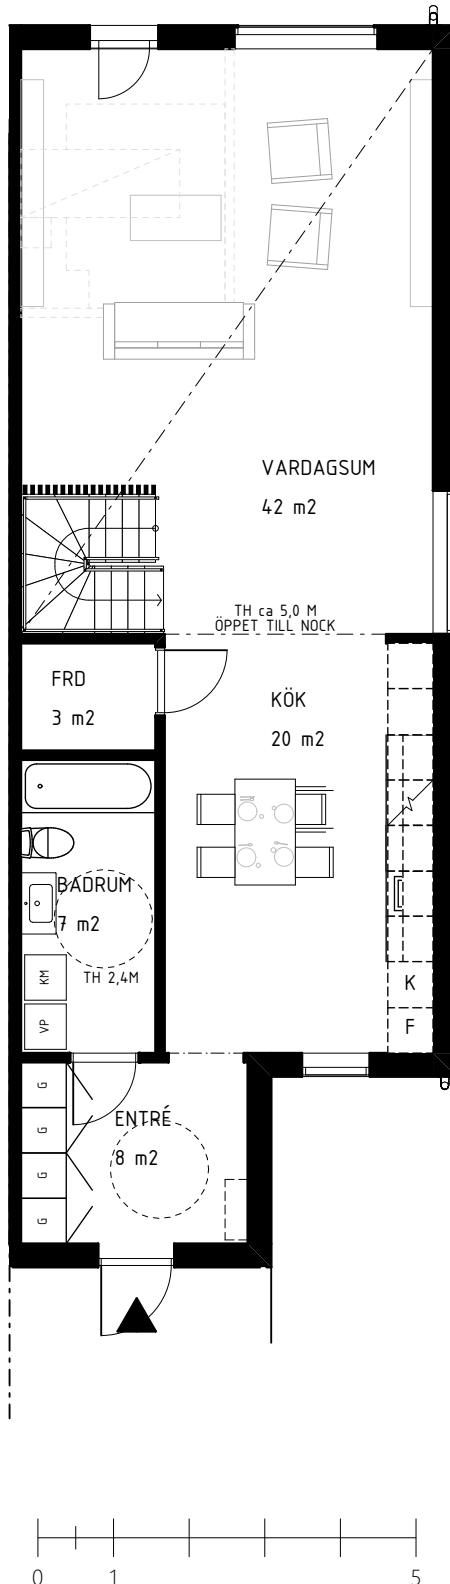 VARDAGSUM
42 m2
TH ca 5,0 M
ÖPPET TILL NOCK
FRD
3 m2
KÖK
20 m2
BADRUM
7 m2
TH 2,4M
KM
VP
K
F
ENTRÉ
8 m2
G
G
G
G
0 1 5